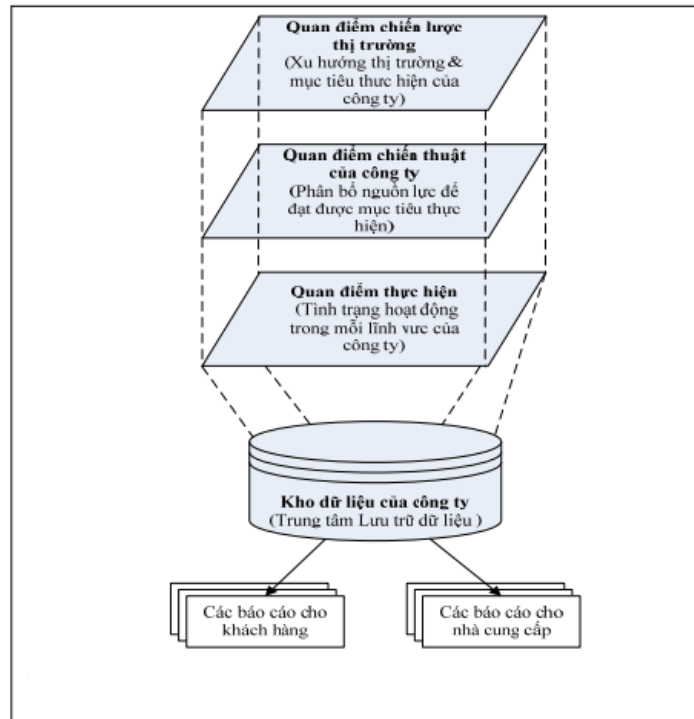 Quan điểm chiến lược
thị trường
(Xu hướng thị trường &
mục tiêu thưc hiện của
công ty)
Quan điểm chiến thuật
của công ty
(Phân bổ nguồn lực để
đạt được mục tiêu thực
hiện)
Quan điểm thực hiện
(Tình trạng hoạt động
trong mỗi lĩnh vưc của
công ty)
Kho dữ liệu của công ty
(Trung tâm Lưu trữ dữ liệu )
Các báo cáo cho
khách hàng
Các báo cáo cho
nhà cung cấp